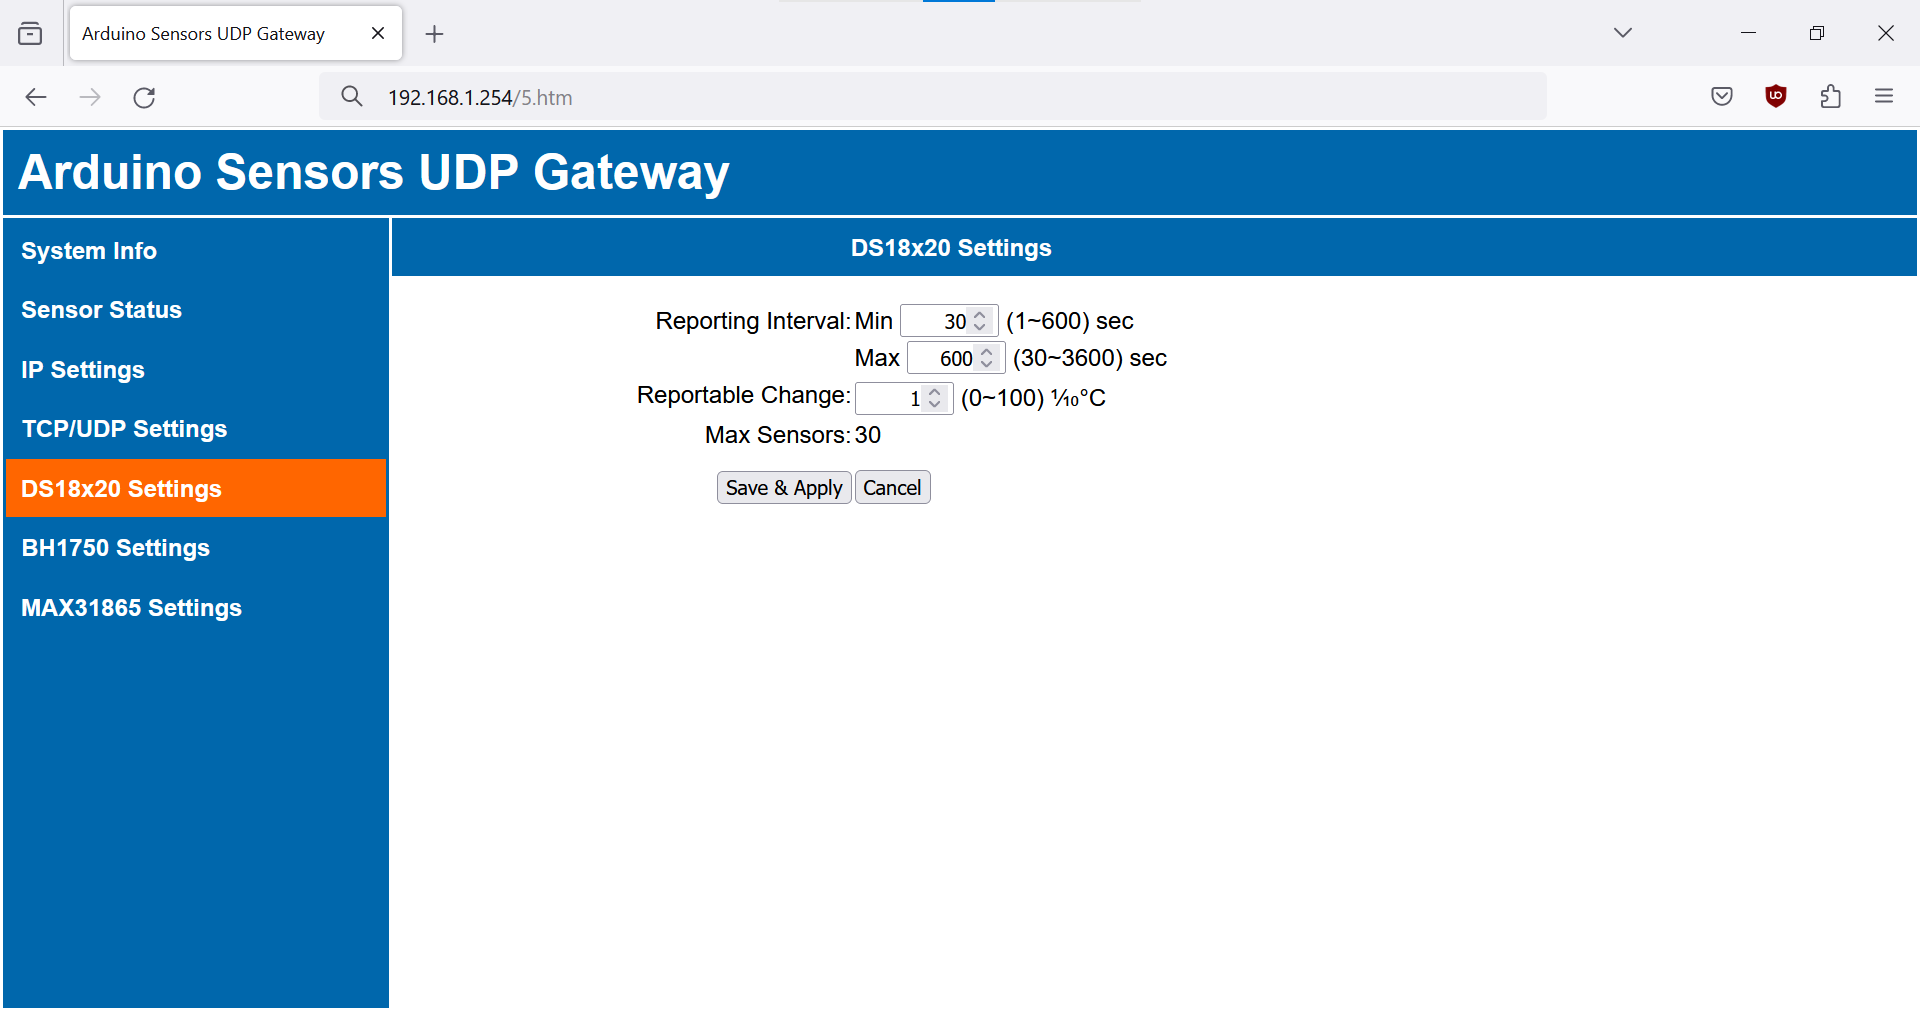 Arduino Sensors UDP Gateway
192.168.1.254/5.htm
Arduino Sensors UDP Gateway
System Info
Sensor Status
IP Settings
TCP/UDP Settings
DS18x20 Settings
BH1750 Settings
MAX31865 Settings
DS18x20 Settings
Reporting Interval: Min 30 (1~600) sec
Max 600 (30~3600) sec
Reportable Change: 1 (0~100) ⅒°C
Max Sensors: 30
Save & Apply Cancel